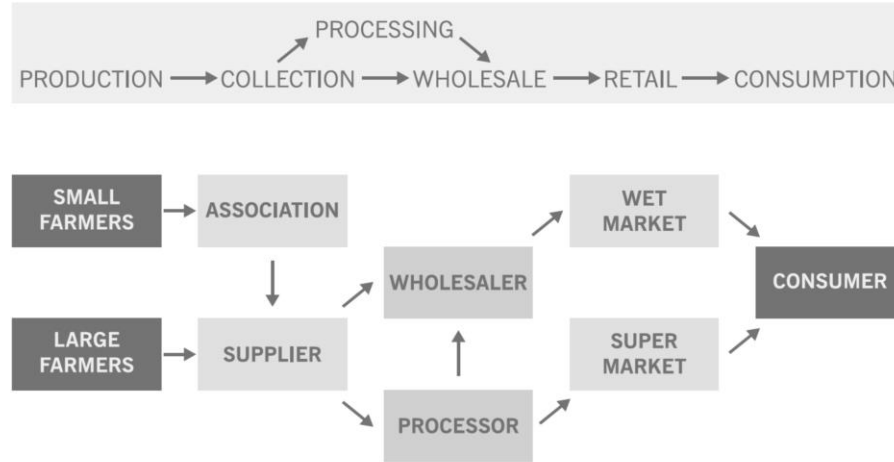 PROCESSING
PRODUCTION COLLECTION WHOLESALE RETAIL CONSUMPTION
SMALL
FARMERS
ASSOCIATION
WET
MARKET
WHOLESALER
CONSUMER
LARGE
FARMERS
SUPPLIER
SUPER
MARKET
PROCESSOR